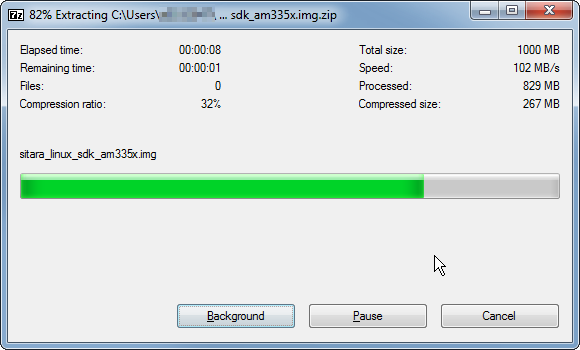 7z 82% Extracting C:\Users\ , ... sdk_am335x.img.zip
Elapsed time: 00:00:08 Total size: 1000 MB
Remaining time: 00:00:01 Speed: 102 MB/s
Files: 0 Processed: 829 MB
Compression ratio: 32% Compressed size: 267 MB
sitara_linux_sdk_am335x.img
Background Pause Cancel